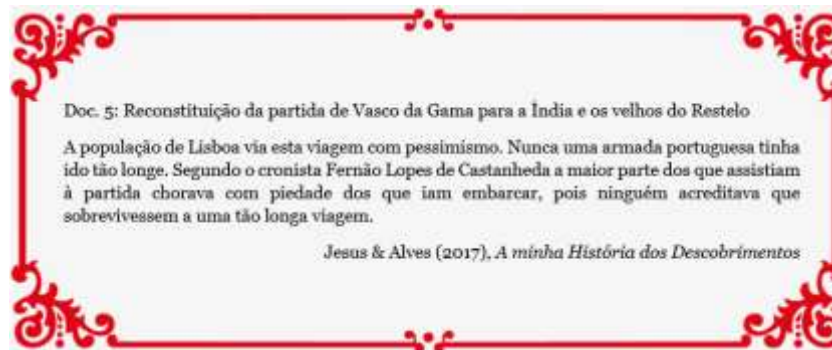 Doc. 5: Reconstituição da partida de Vasco da Gama para a Índia e os velhos do Restelo
A população de Lisboa via esta viagem com pessimismo. Nunca uma armada portuguesa tinha
ido tão longe. Segundo o cronista Fernão Lopes de Castanheda a maior parte dos que assistiam
à partida chorava com piedade dos que iam embarcar, pois ninguém acreditava que
sobrevivessem a uma tão longa viagem.
Jesus & Alves (2017), A minha História dos Descobrimentos